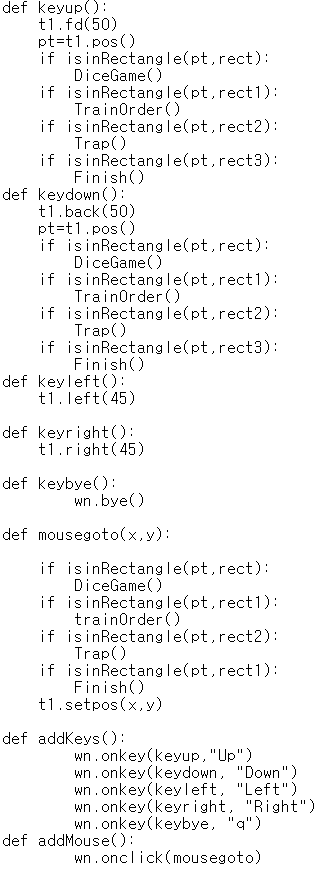 def keyup():
    t1.fd(50)
    pt=t1.pos()
    if isinRectangle(pt,rect):
        DiceGame()
    if isinRectangle(pt,rect1):
        TrainOrder()
    if isinRectangle(pt,rect2):
        Trap()
    if isinRectangle(pt,rect3):
        Finish()
def keydown():
    t1.back(50)
    pt=t1.pos()
    if isinRectangle(pt,rect):
        DiceGame()
    if isinRectangle(pt,rect1):
        TrainOrder()
    if isinRectangle(pt,rect2):
        Trap()
    if isinRectangle(pt,rect3):
        Finish()
def keyleft():
    t1.left(45)

def keyright():
    t1.right(45)

def keybye():
        wn.bye()

def mousegoto(x,y):

    if isinRectangle(pt,rect):
        DiceGame()
    if isinRectangle(pt,rect1):
        trainOrder()
    if isinRectangle(pt,rect2):
        Trap()
    if isinRectangle(pt,rect1):
        Finish()
    t1.setpos(x,y)

def addKeys():
        wn.onkey(keyup,"Up")
        wn.onkey(keydown, "Down")
        wn.onkey(keyleft, "Left")
        wn.onkey(keyright, "Right")
        wn.onkey(keybye, "q")
def addMouse():
        wn.onclick(mousegoto)